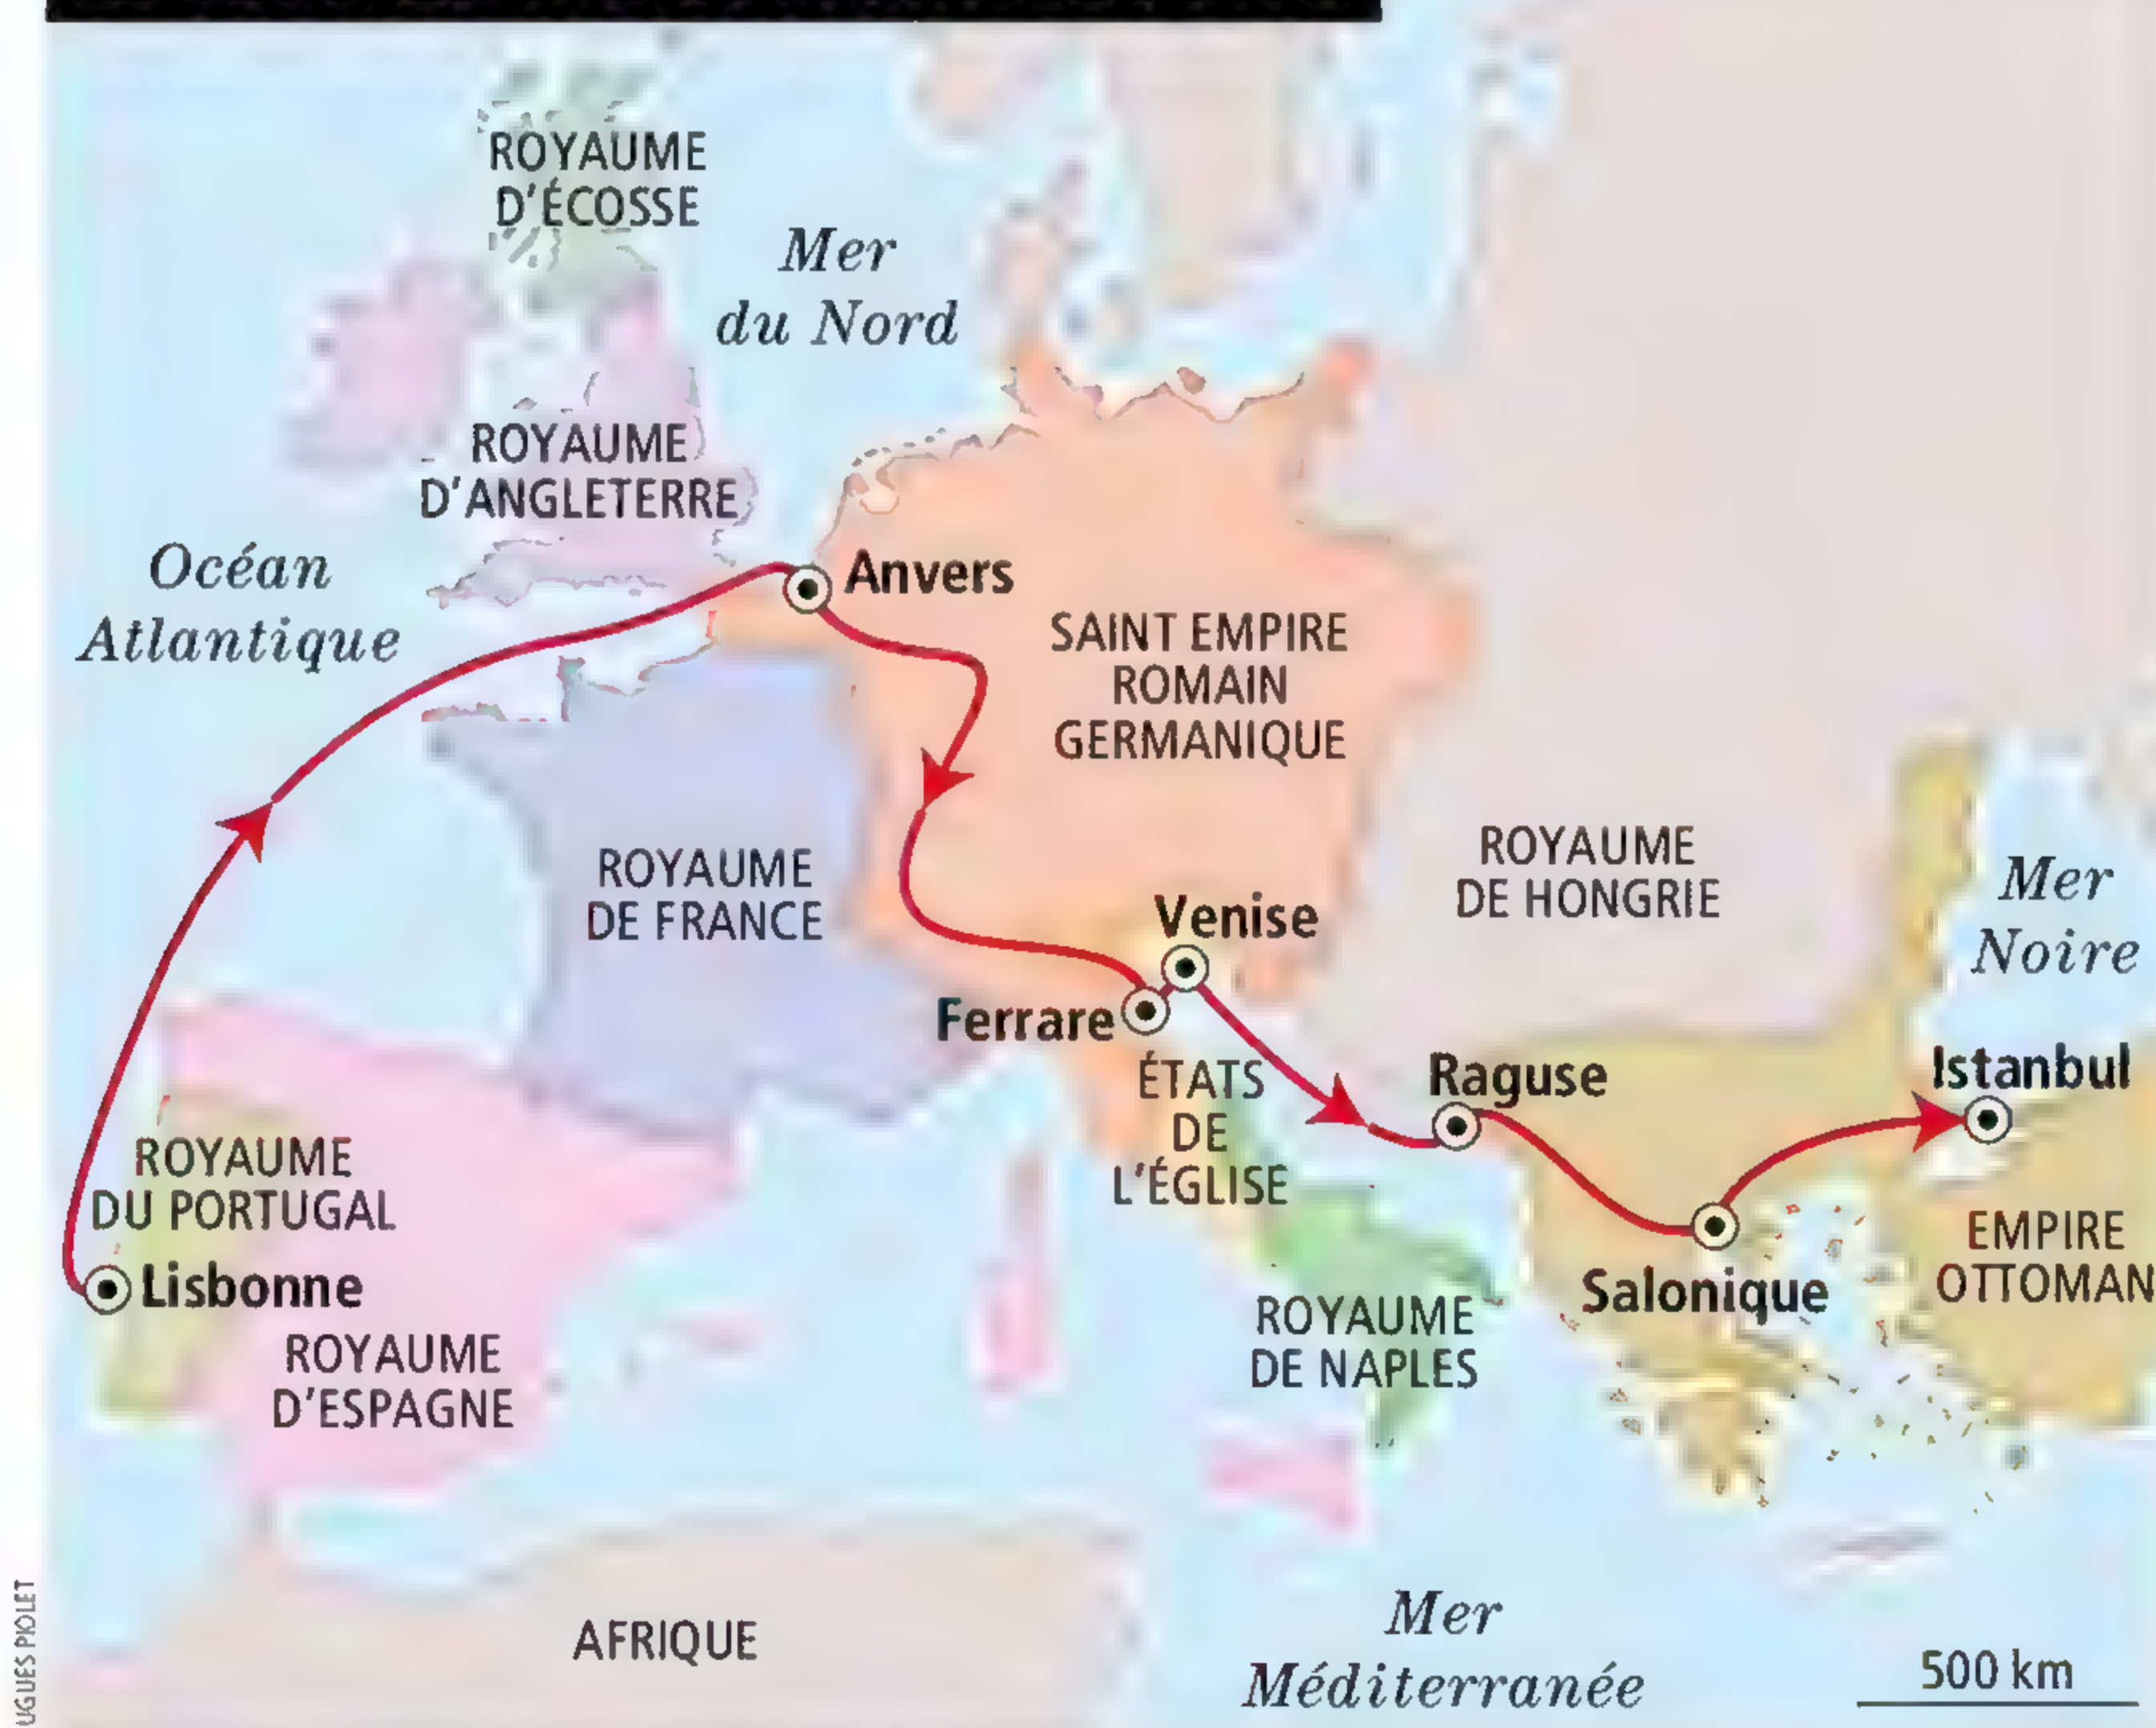 ROYAUME
D'ÉCOSSE
Mer
du Nord
ROYAUME
D'ANGLETERRE
Océan
Atlantique
Anvers
SAINT EMPIRE
ROMAIN
GERMANIQUE
ROYAUME
DE FRANCE
Venise
ROYAUME
DE HONGRIE
Mer
Noire
Ferrare
ÉTATS
DE
L'ÉGLISE
Raguse
Istanbul
ROYAUME
DU PORTUGAL
Lisbonne
ROYAUME
D'ESPAGNE
ROYAUME
DE NAPLES
Salonique
EMPIRE
OTTOMAN
AFRIQUE
Mer
Méditerranée
500 km
UGUES PIOLET